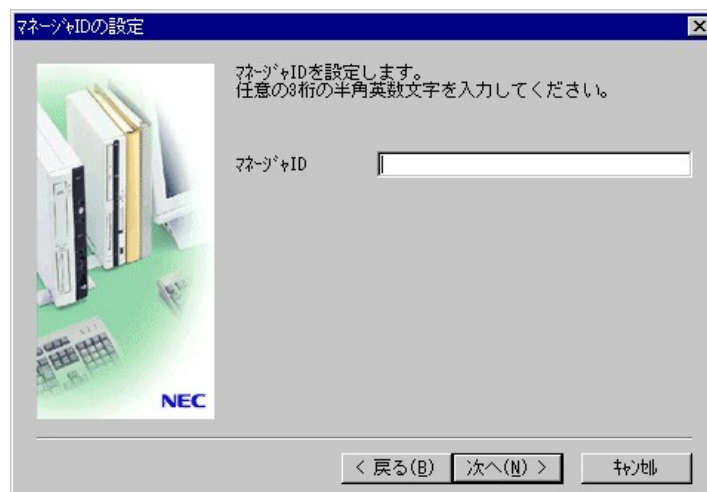 マネージャIDの設定
マネージャIDを設定します。
任意の3桁の半角英数文字を入力してください。
マネージャID
NEC
< 戻る(B)
次へ(N) >
キャンセル